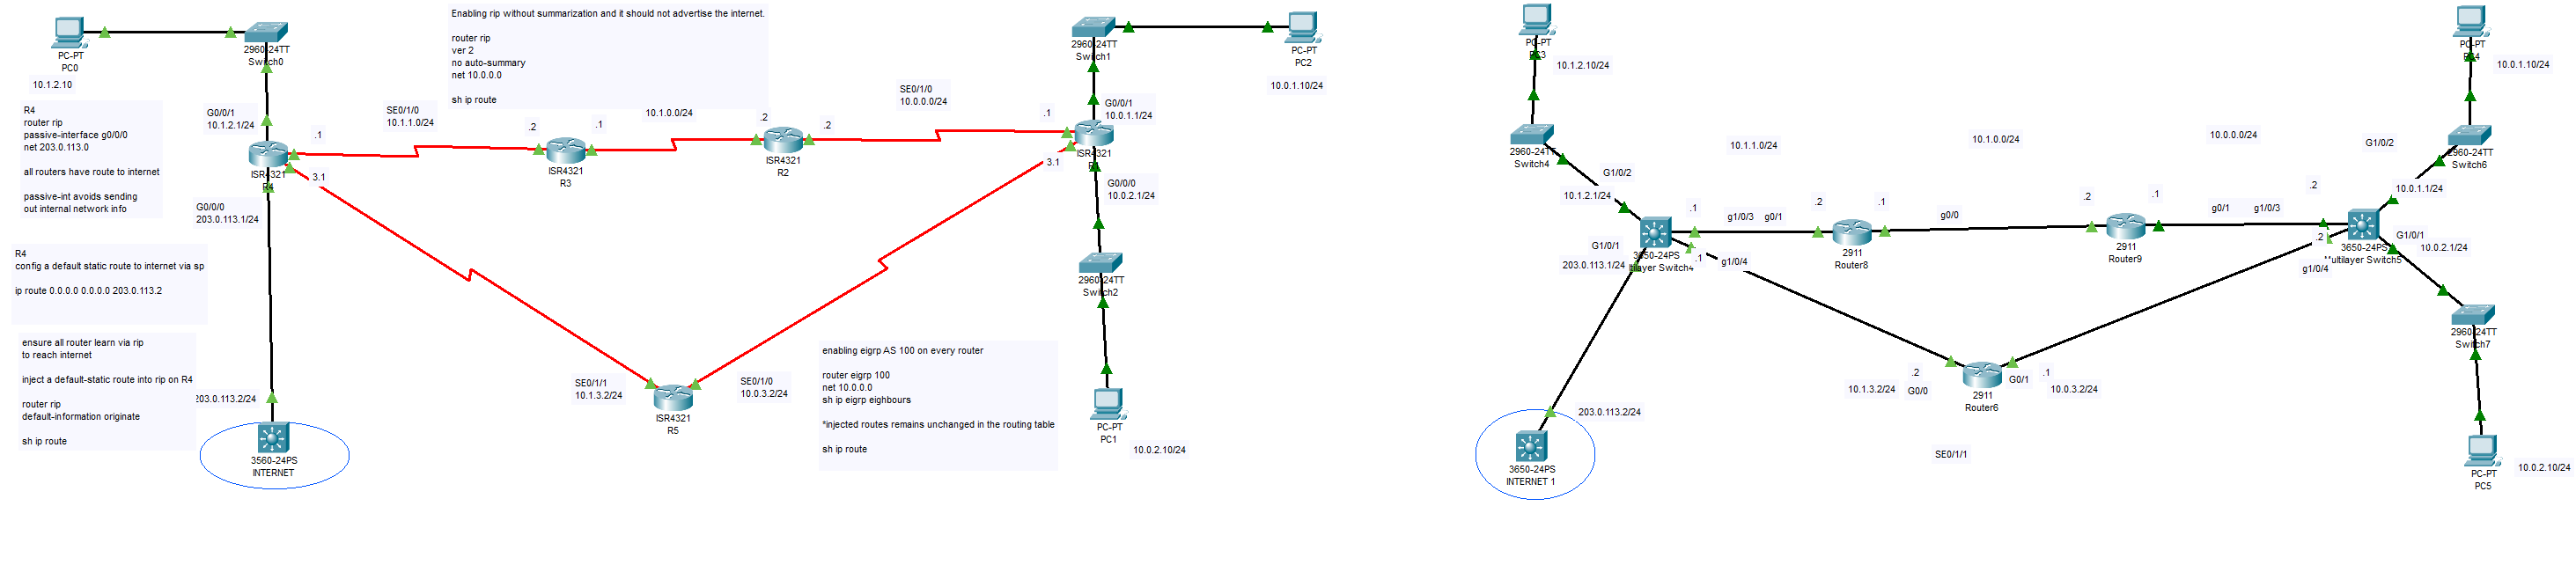 PC-PT
PC0
10.1.2.10
2960-24TT
Switch0
R4
router rip
passive-interface g0/0/0
net 203.0.113.0
all routers have route to internet
passive-int avoids sending
out internal network info
G0/0/1
10.1.2.1/24
ISR4321
R4
.1
3.1
SE0/1/0
10.1.1.0/24
G0/0/0
203.0.113.1/24
R4
config a default static route to internet via sp
ip route 0.0.0.0 0.0.0.0 203.0.113.2
ensure all router learn via rip
to reach internet
inject a default-static route into rip on R4
router rip
default-information originate
sh ip route
203.0.113.2/24
3560-24PS
INTERNET
Enabling rip without summarization and it should not advertise the internet.
router rip
ver 2
no auto-summary
net 10.0.0.0
sh ip route
.2
.1
ISR4321
R3
10.1.0.0/24
.2
.2
ISR4321
R2
SE0/1/0
10.0.0.0/24
.1
3.1
2960-24TT
Switch1
PC-PT
PC2
10.0.1.10/24
G0/0/1
10.0.1.1/24
G0/0/0
10.0.2.1/24
2960-24TT
Switch2
PC-PT
PC1
10.0.2.10/24
SE0/1/1
10.1.3.2/24
ISR4321
R5
SE0/1/0
10.0.3.2/24
enabling eigrp AS 100 on every router
router eigrp 100
net 10.0.0.0
sh ip eigrp eighbours
*injected routes remains unchanged in the routing table
sh ip route
PC-PT
PC3
10.1.2.10/24
2960-24TT
Switch4
G1/0/2
10.1.2.1/24
G1/0/1
203.0.113.1/24
3650-24PS
Switch4
.1
.1
g1/0/3
g0/1
g1/0/4
203.0.113.2/24
3650-24PS
INTERNET 1
10.1.1.0/24
.2
.1
2911
Router8
g0/0
10.1.0.0/24
.2
.1
2911
Router9
10.0.0.0/24
g0/1
g1/0/3
.2
.2
g1/0/4
3650-24PS
Switch5
G1/0/2
10.0.1.1/24
G1/0/1
10.0.2.1/24
2960-24TT
Switch6
PC-PT
10.0.1.10/24
2960-24TT
Switch7
PC-PT
PC5
10.0.2.10/24
.2
10.1.3.2/24
G0/0
2911
Router6
G0/1
.1
10.0.3.2/24
SE0/1/1